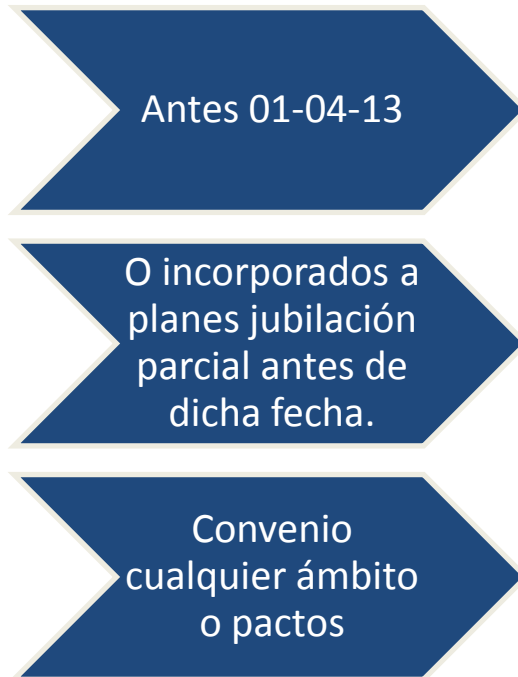 Antes 01-04-13
O incorporados a
planes jubilación
parcial antes de
dicha fecha.
Convenio
cualquier ámbito
o pactos